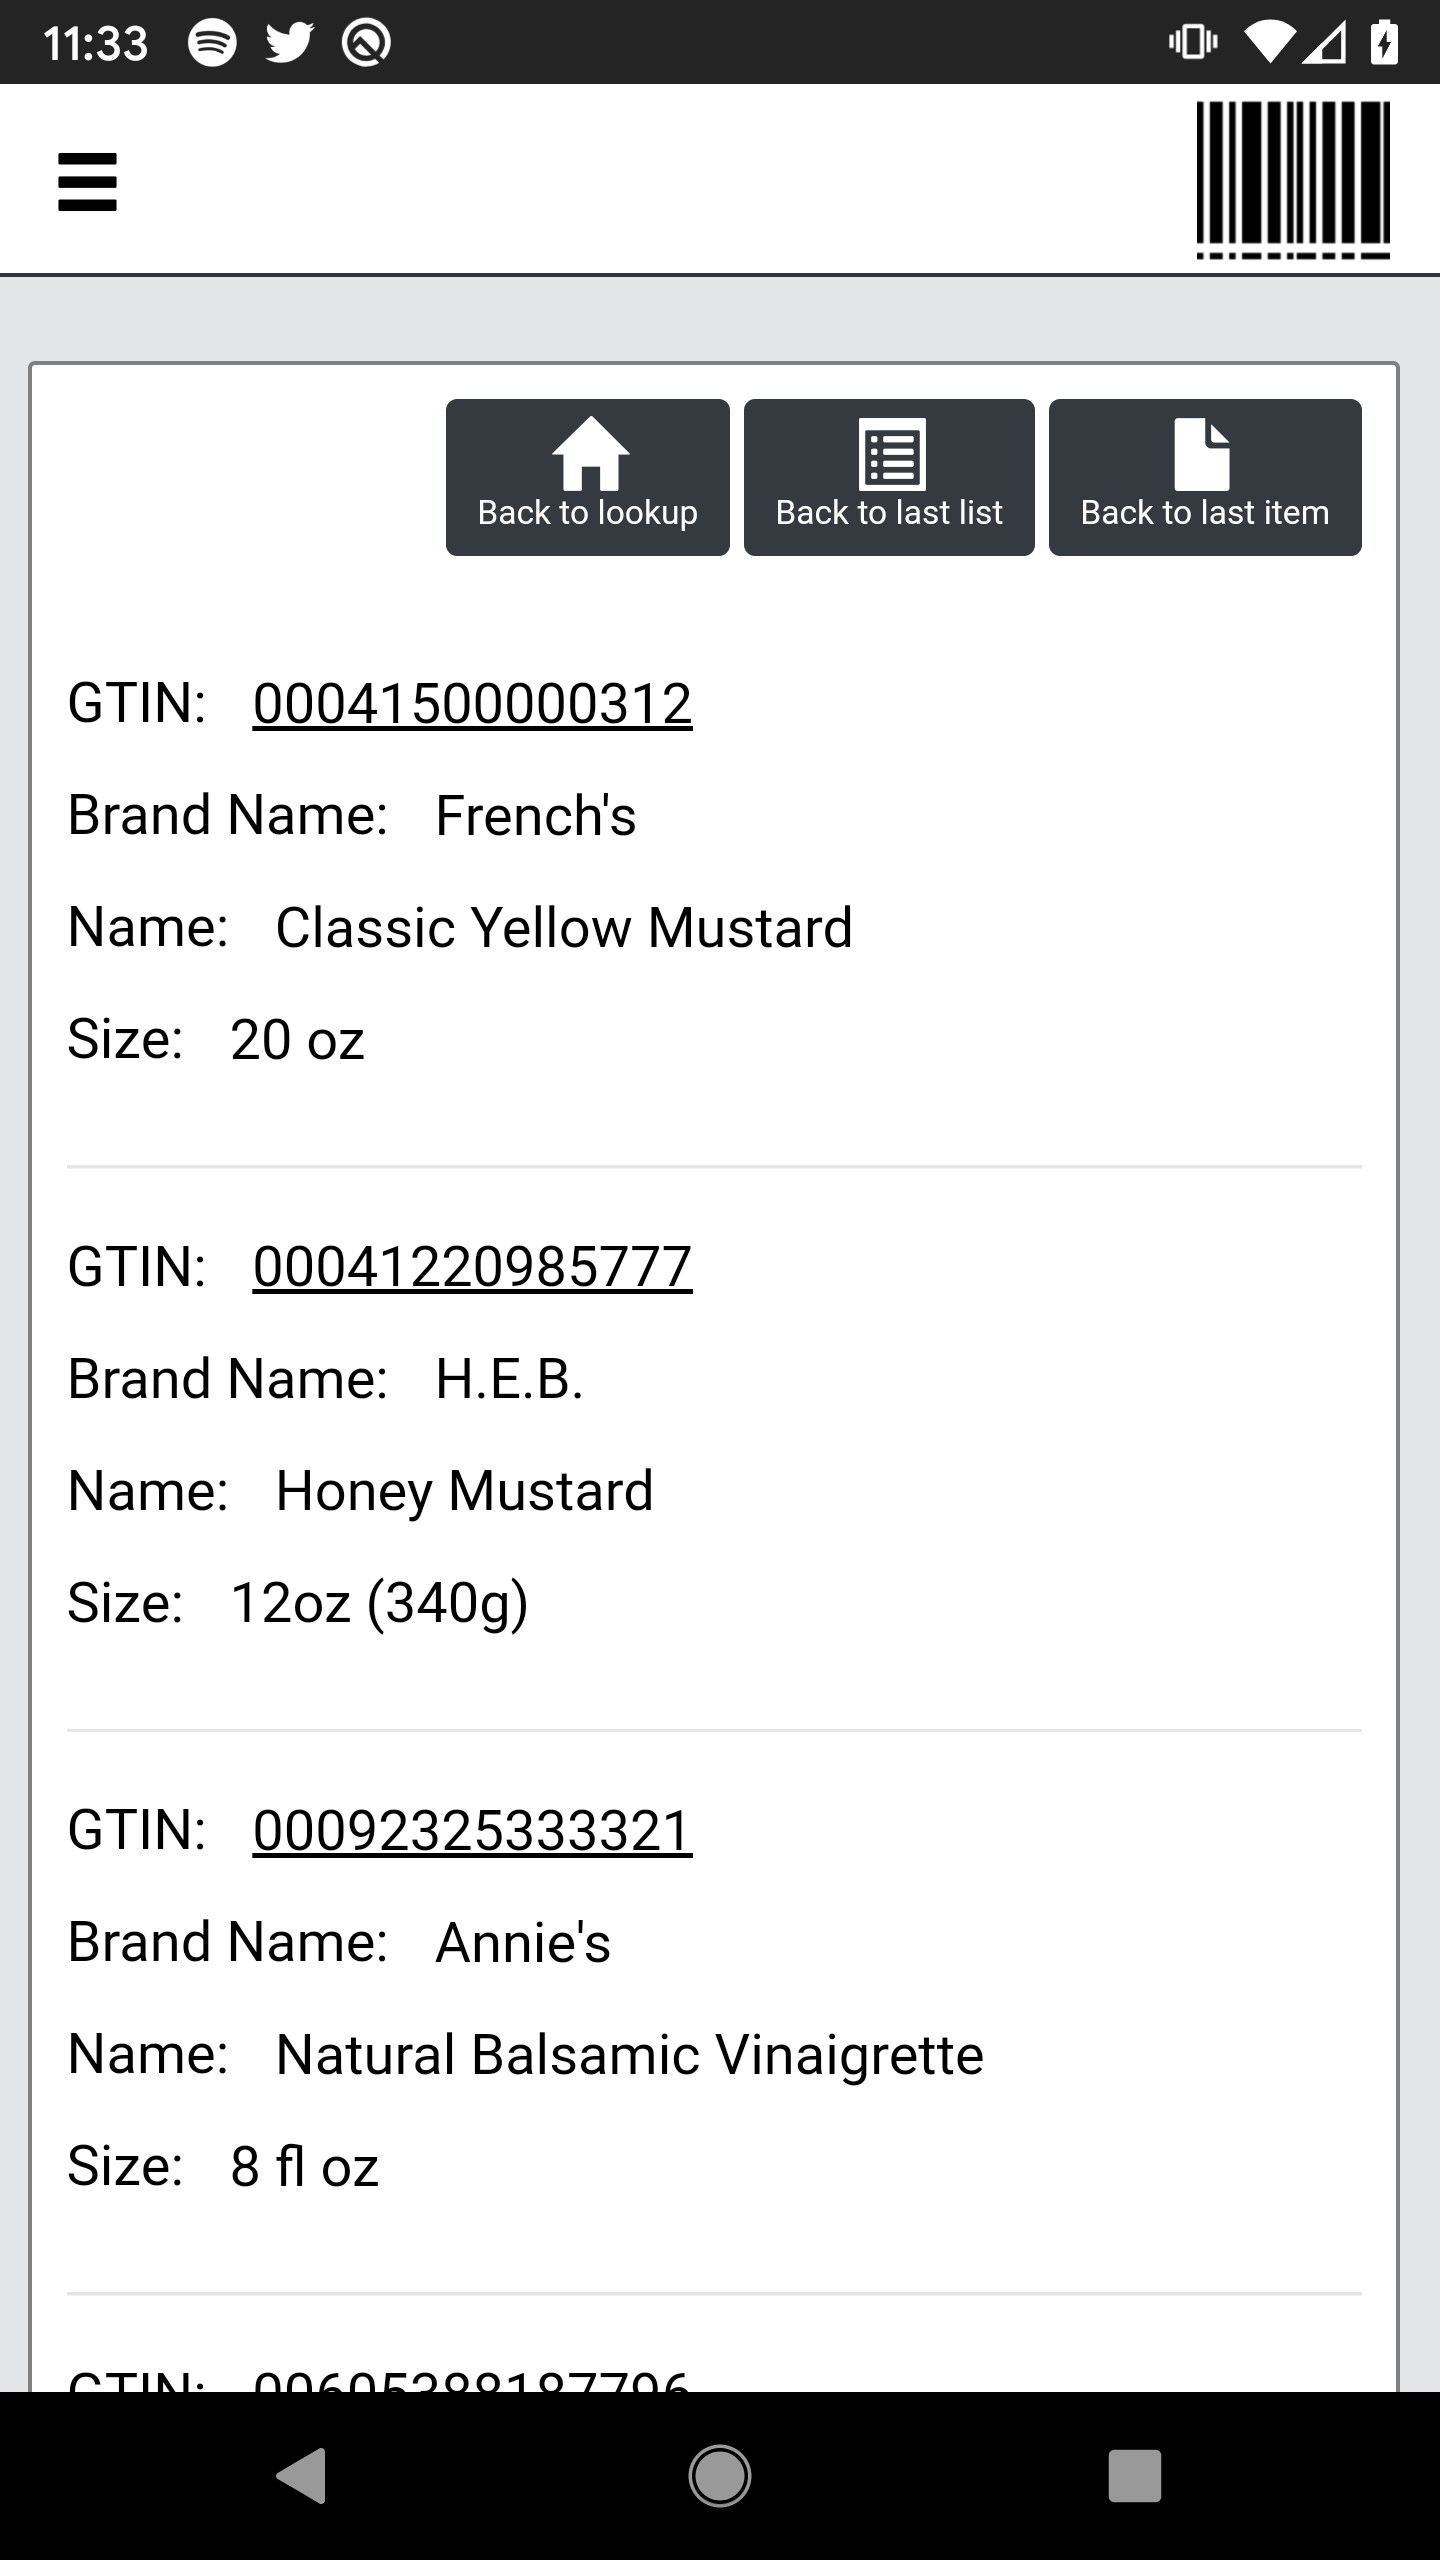 11:33
Back to lookup Back to last list Back to last item
GTIN: 00041500000312
Brand Name: French's
Name: Classic Yellow Mustard
Size: 20 oz
GTIN: 00041220985777
Brand Name: H.E.B.
Name: Honey Mustard
Size: 12oz (340g)
GTIN: 00092325333321
Brand Name: Annie's
Name: Natural Balsamic Vinaigrette
Size: 8 fl oz
GTIN: 00605388187796